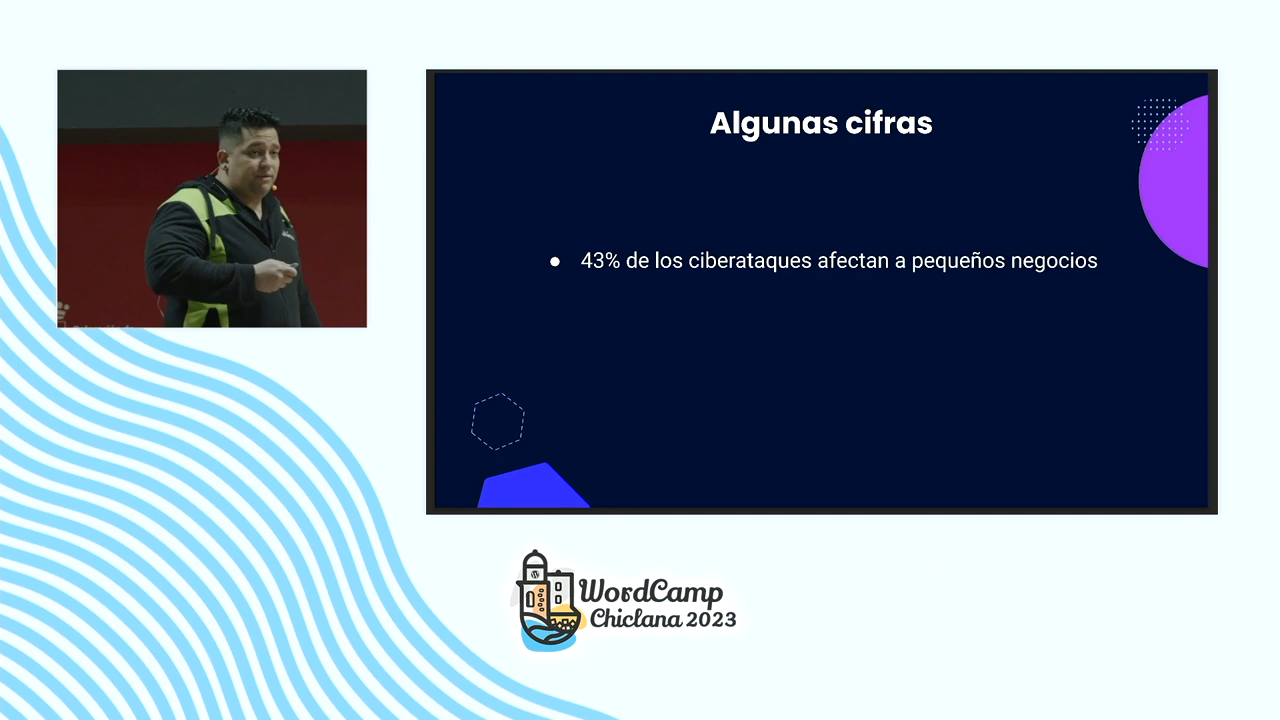 Algunas cifras
● 43% de los ciberataques afectan a pequeños negocios
WordCamp
Chiclana 2023